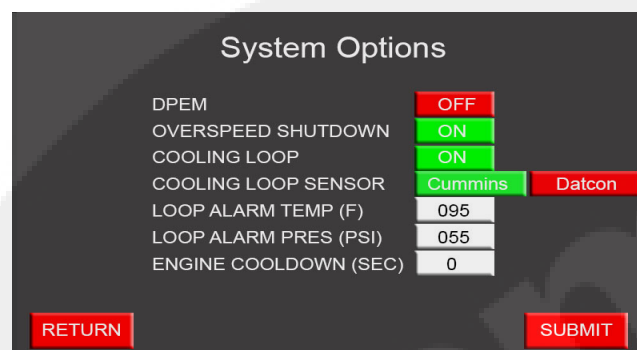 System Options
DPEM OFF
OVERSPEED SHUTDOWN ON
COOLING LOOP ON
COOLING LOOP SENSOR Cummins Datcon
LOOP ALARM TEMP (F) 095
LOOP ALARM PRES (PSI) 055
ENGINE COOLDOWN (SEC) 0
RETURN SUBMIT